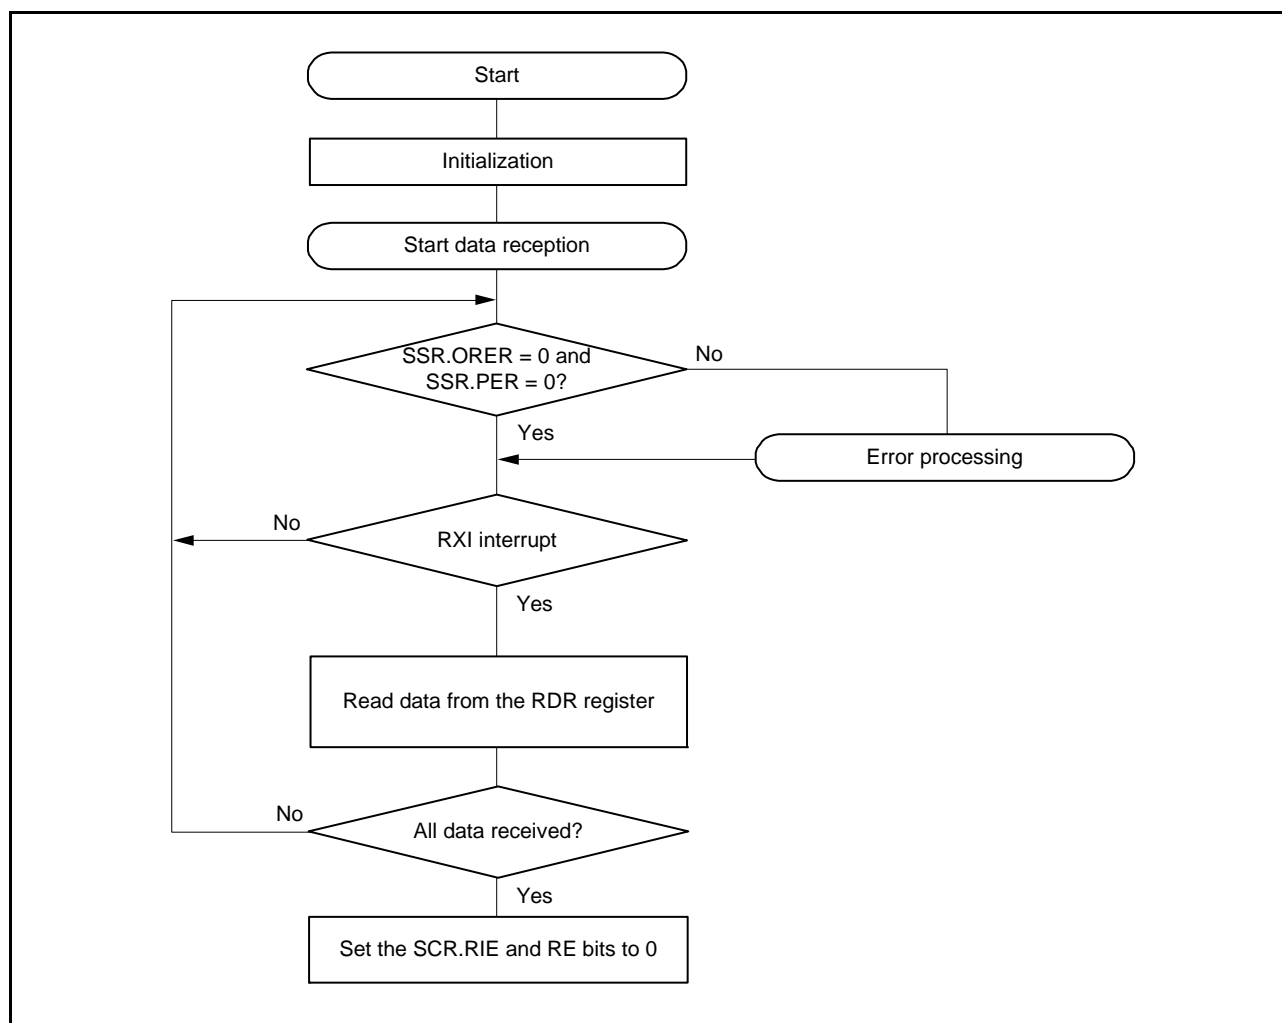 Start
Initialization
Start data reception
SSR.ORER = 0 and
SSR.PER = 0?
No
Yes
Error processing
No
RXI interrupt
Yes
Read data from the RDR register
No
All data received?
Yes
Set the SCR.RIE and RE bits to 0